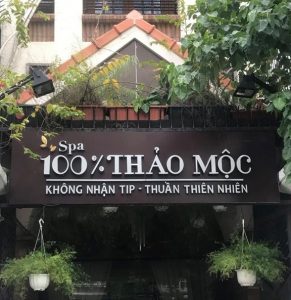 Spa
100% THẢO MỘC
KHÔNG NHẬN TIP - THUẦN THIÊN NHIÊN